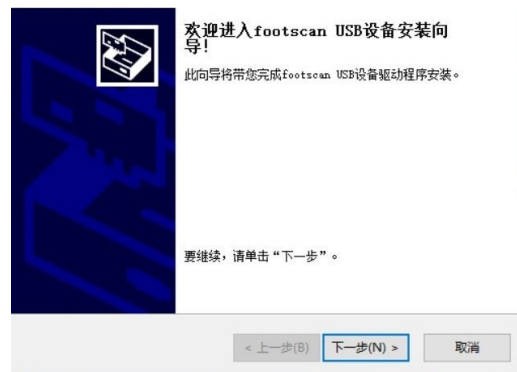 欢迎进入footscan USB设备安装向
导!
此向导将带您完成footscan USB设备驱动程序安装。
要继续，请单击“下一步”。
< 上一步(B)
下一步(N) >
取消